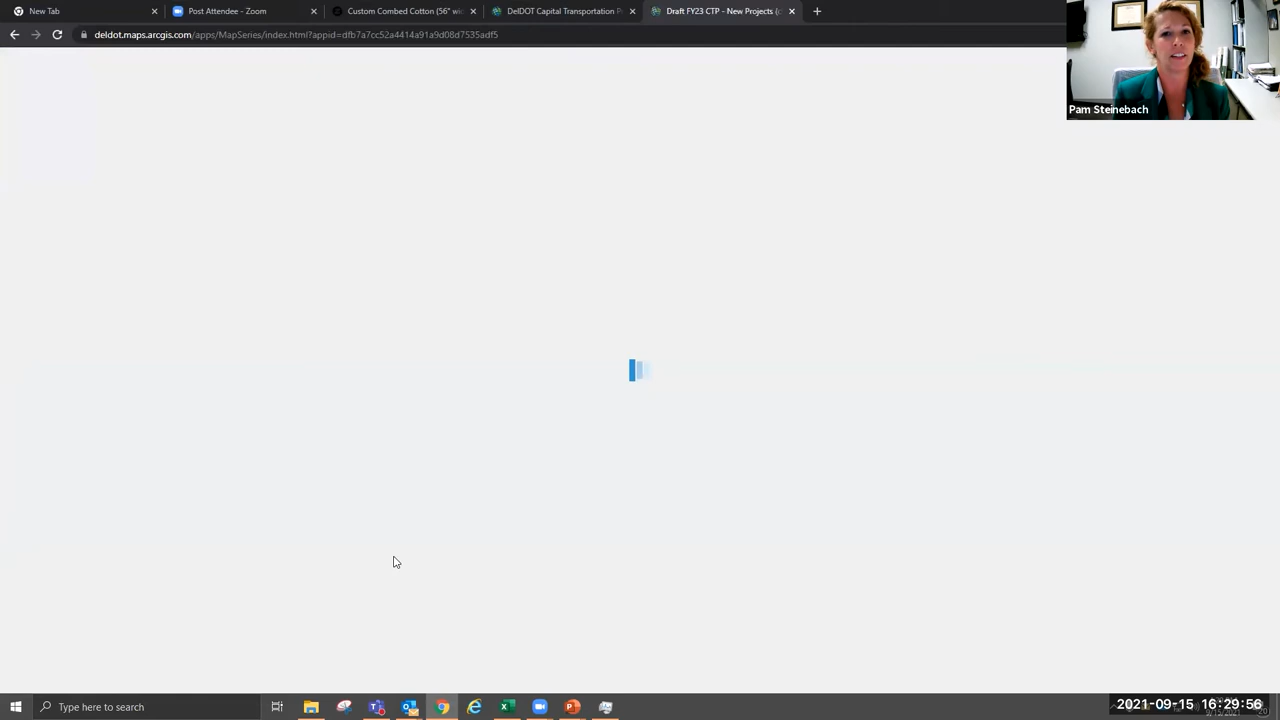 New Tab
Post Attendee - Zoom
Custom Combed Cotton (56" wi
DelDOT Capital Transportation P
Draft FY23 CTP - New Projects (
deldot.maps.arcgis.com/apps/MapSeries/index.html?appid=dfb7a7cc52a4414a91a9d08d7535adf5
Pam Steinebach
Type here to search
2021-09-15 16:29:56